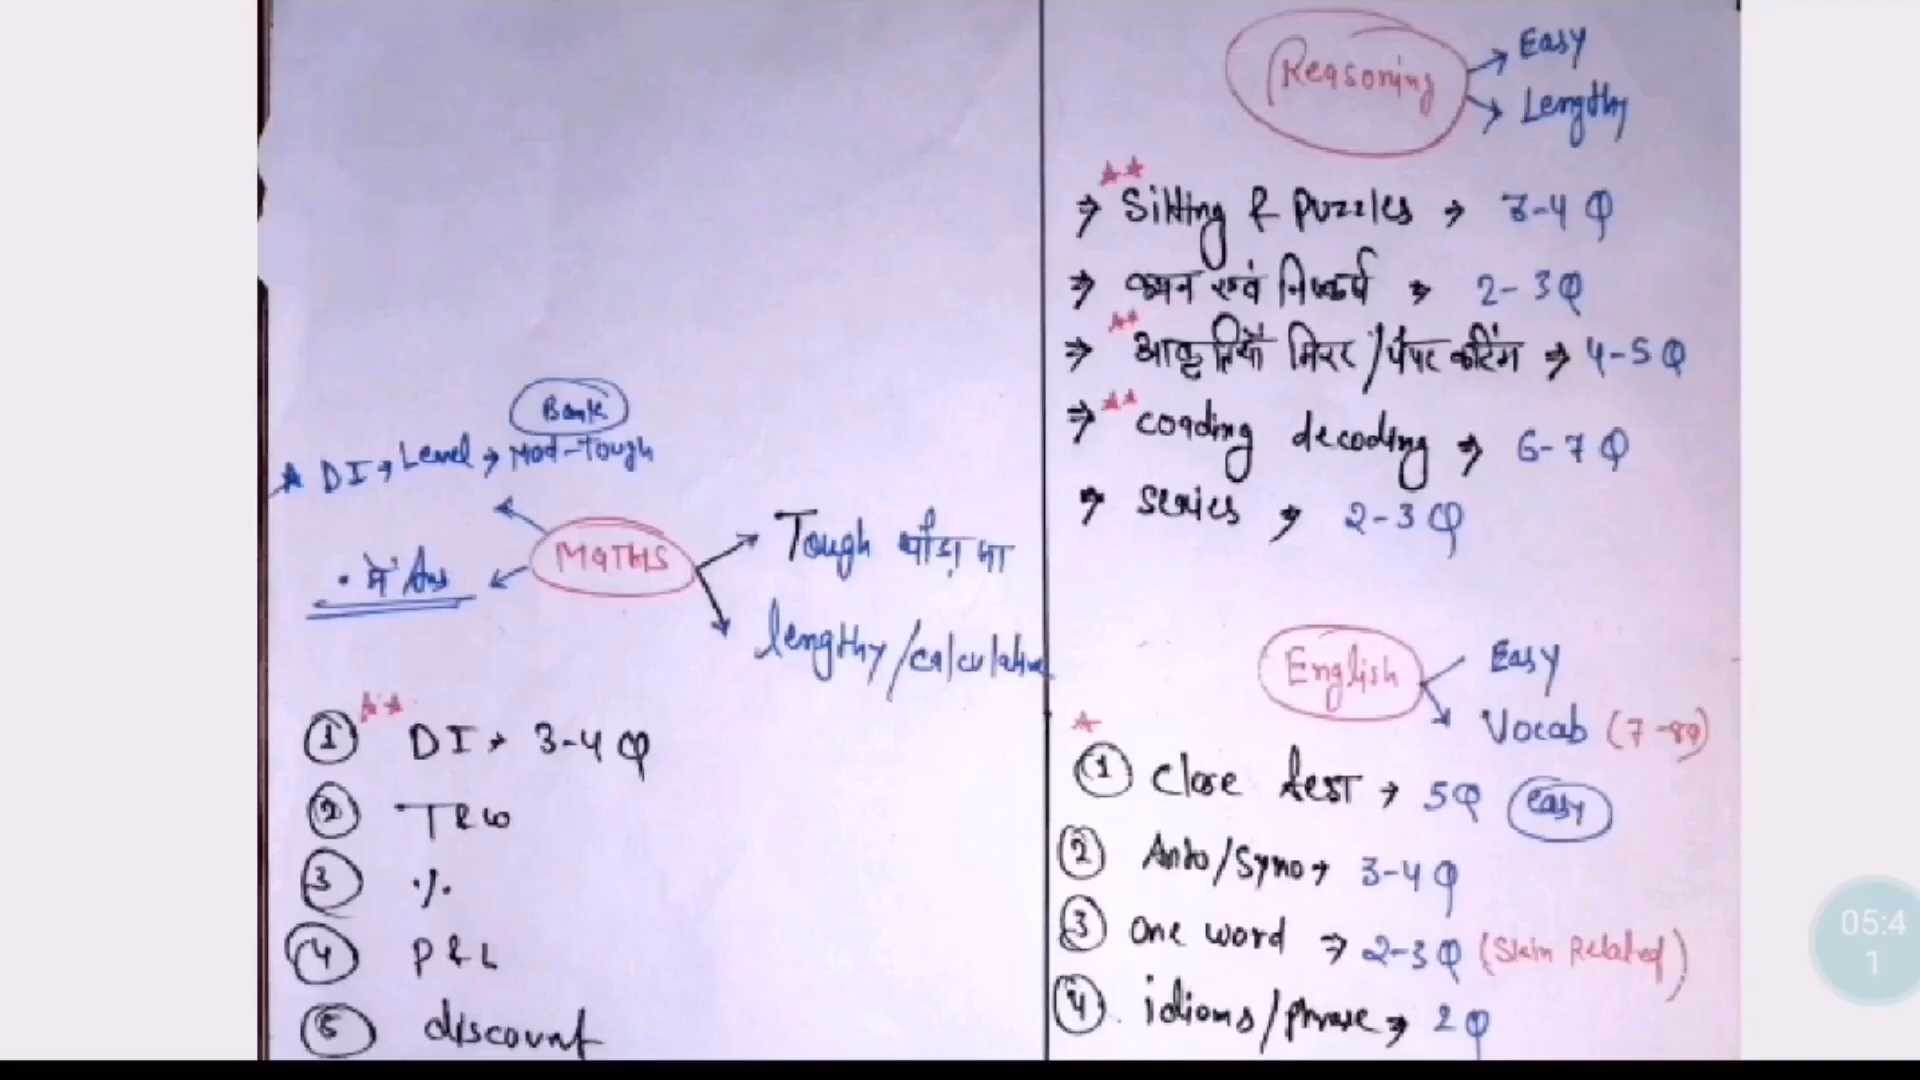 Bank
★ DI → Level → Mod-Tough
MATHS
Tough थोड़ा सा
• में Ans
lengthy/calculative
① ★★ DI → 3-4 Q
② T&W
③ %
④ P&L
⑤ discount
Reasoning
Easy
Lengthy
⇒ ★★ Sitting & Puzzles → 3-4 Q
⇒ कथन एवं निष्कर्ष → 2-3 Q
⇒ ★★ आकृतियाँ मिरर/पेपर कटिंग ⇒ 4-5 Q
⇒ ★★ Coading decoding → 6-7 Q
⇒ Series → 2-3 Q
English
Easy
Vocab (7-8Q)
★
① Close test → 5Q easy
② Anto/Syno → 3-4 Q
③ one word ⇒ 2-3 Q (Skin Related)
④ idioms/phrase → 2 Q
05:4
1